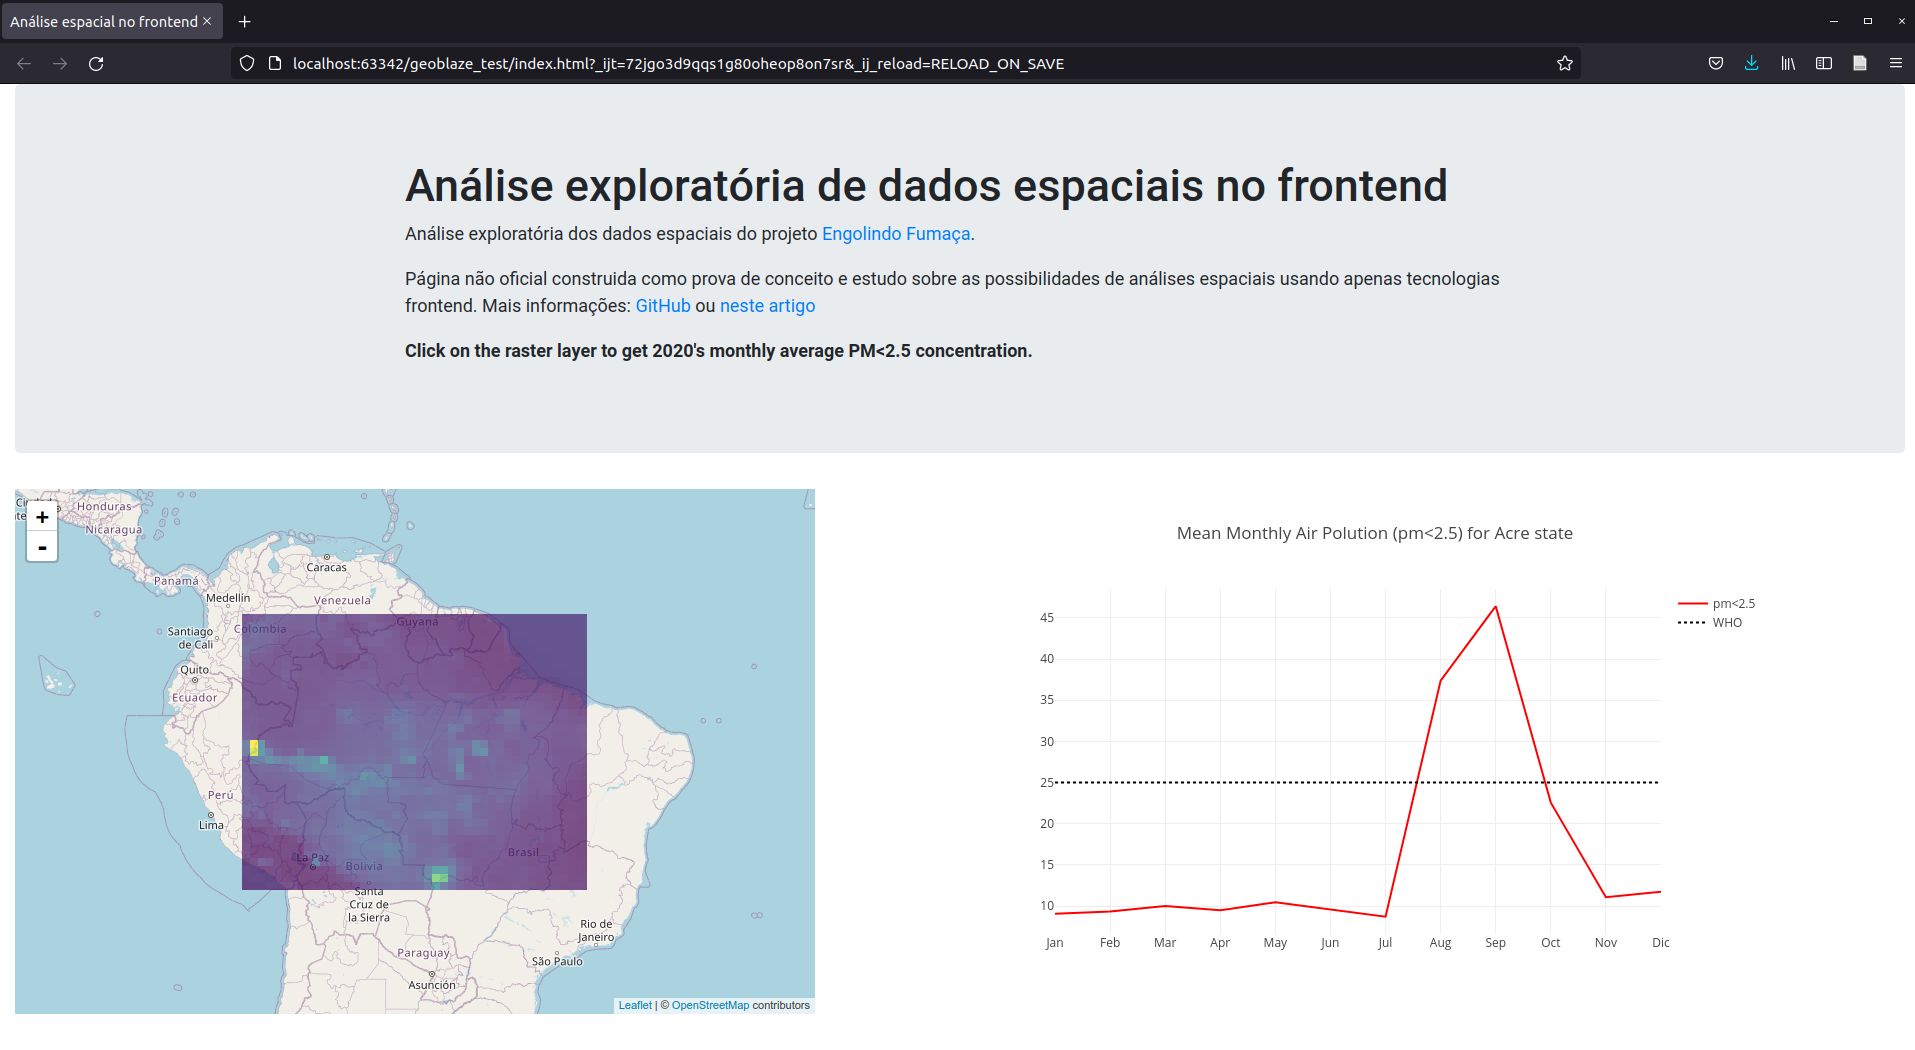 Análise espacial no frontend
localhost:63342/geoblaze_test/index.html?_ijt=72jgo3d9qqs1g80oheop8on7sr&_ij_reload=RELOAD_ON_SAVE
Análise exploratória de dados espaciais no frontend
Análise exploratória dos dados espaciais do projeto Engolindo Fumaça.
Página não oficial construida como prova de conceito e estudo sobre as possibilidades de análises espaciais usando apenas tecnologias
frontend. Mais informações: GitHub ou neste artigo
Click on the raster layer to get 2020's monthly average PM<2.5 concentration.
+
-
Honduras
Nicaragua
Panamá
Caracas
Medellín
Venezuela
Guyana
Santiago
de Cali
Colombia
Quito
Ecuador
Perú
Lima
La Paz
Bolivia
Brasil
Santa
Cruz de
la Sierra
Rio de
Janeiro
Paraguay
São Paulo
Asunción
Leaflet | © OpenStreetMap contributors
Mean Monthly Air Polution (pm<2.5) for Acre state
pm<2.5
WHO
45
40
35
30
25
20
15
10
Jan Feb Mar Apr May Jun Jul Aug Sep Oct Nov Dic